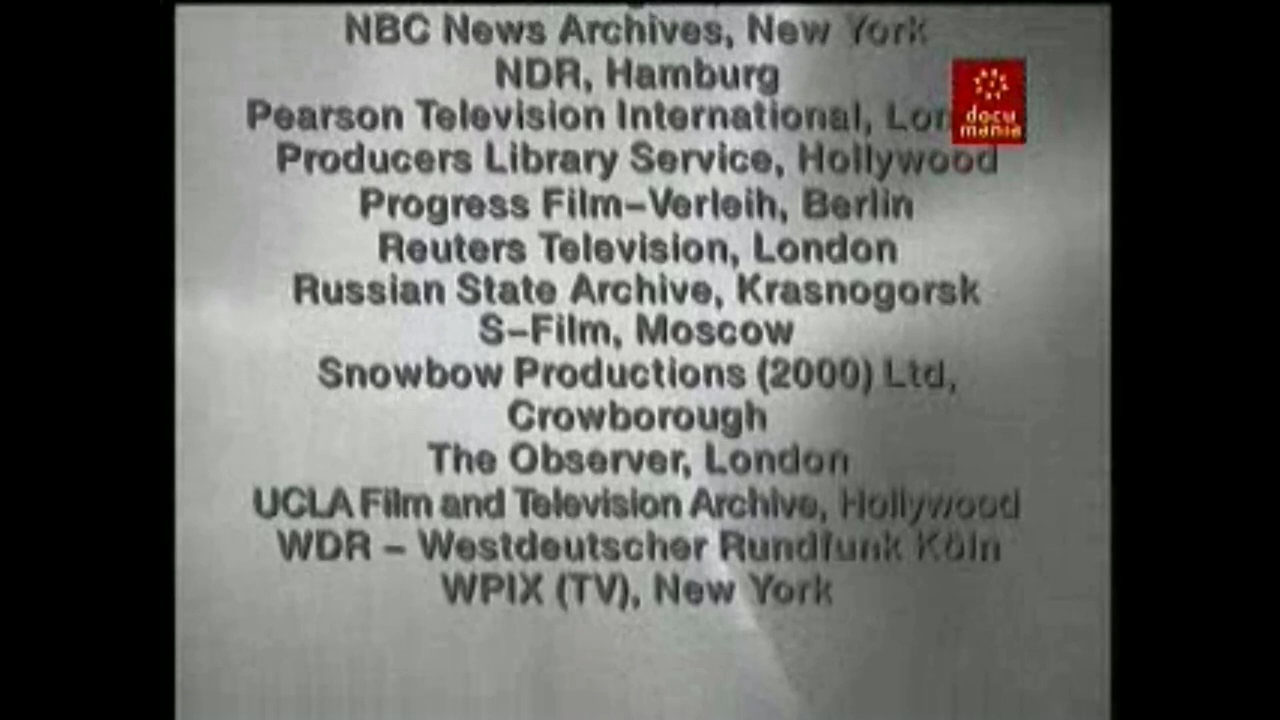 NBC News Archives, New York
NDR, Hamburg
Pearson Television International, Lon
Producers Library Service, Hollywood
Progress Film–Verleih, Berlin
Reuters Television, London
Russian State Archive, Krasnogorsk
S–Film, Moscow
Snowbow Productions (2000) Ltd,
Crowborough
The Observer, London
UCLA Film and Television Archive, Hollywood
WDR – Westdeutscher Rundfunk Köln
WPIX (TV), New York
docu
mania